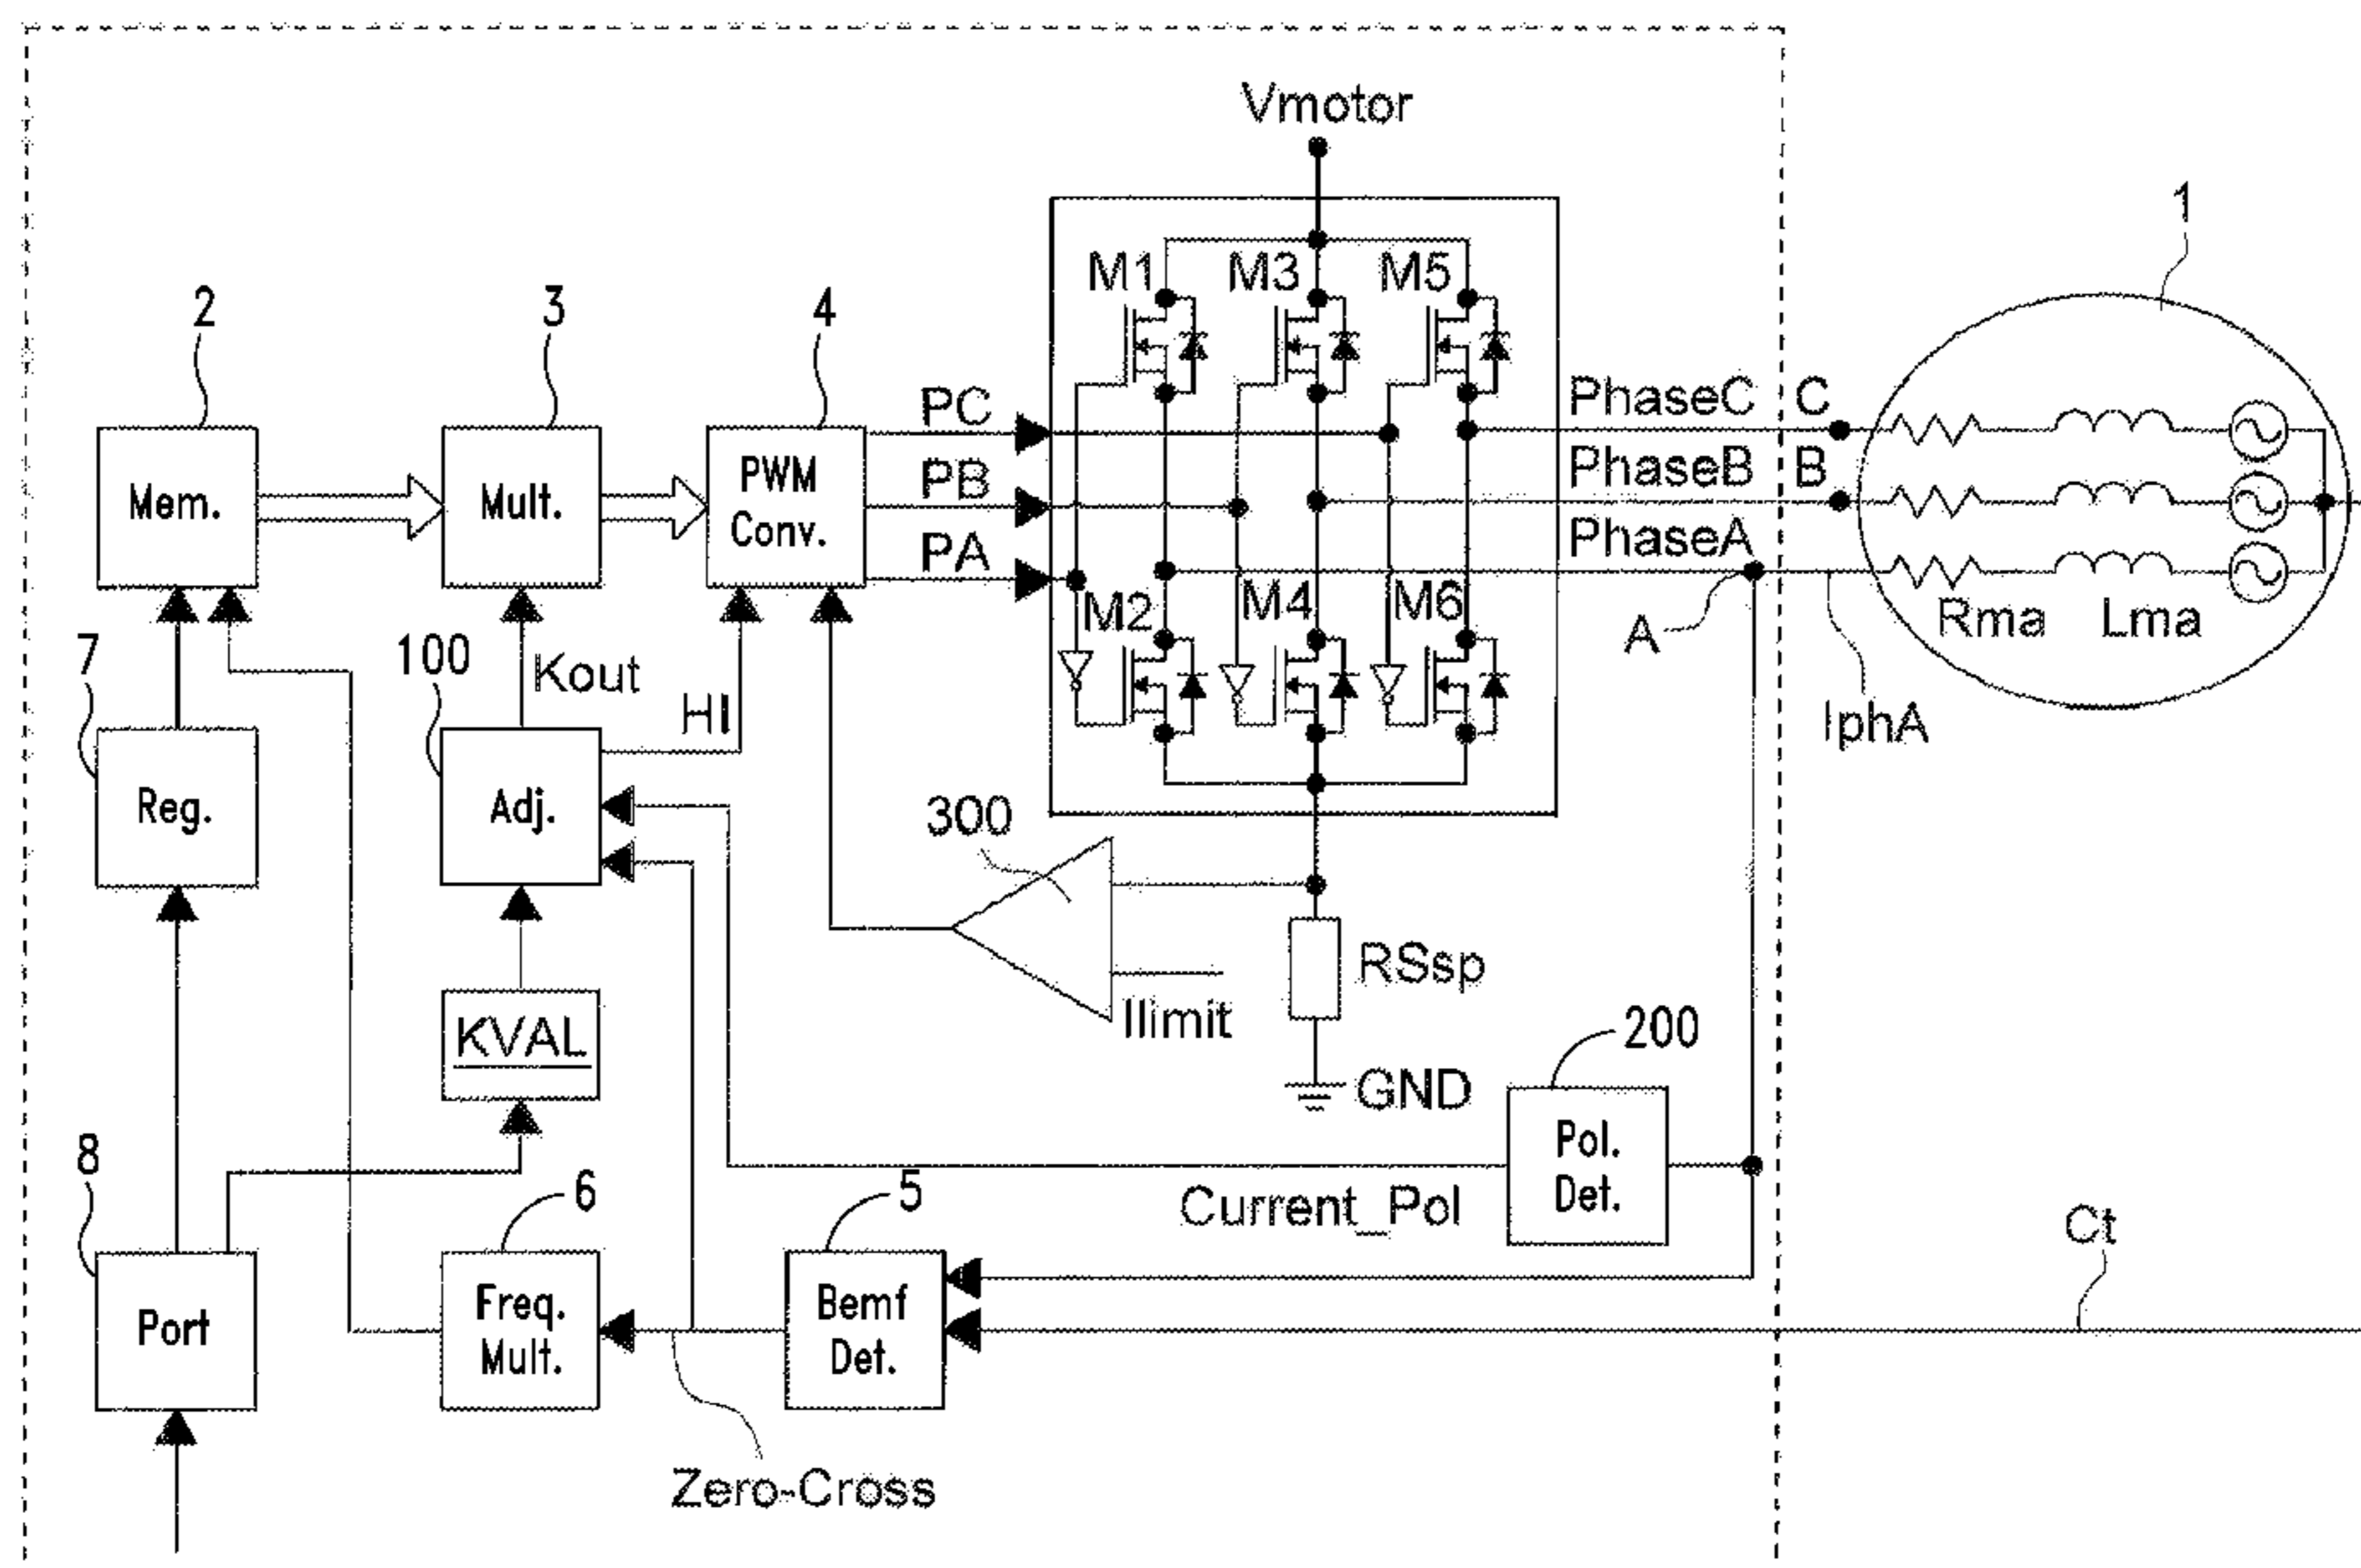 Vmotor
1
M1 M3 M5
2 3 4
PC PhaseC C
Mem. Mult. PWM
Conv. PB PhaseB B
PA PhaseA
M2 M4 M6 A Rma Lma
7 100 Kout HI IphA
Reg. Adj. 300
RSsp
Ilimit
KVAL 200
GND
Pol.
Det.
8 6 5 Current_Pol
Ct
Port Freq.
Mult. Bemf
Det.
Zero-Cross